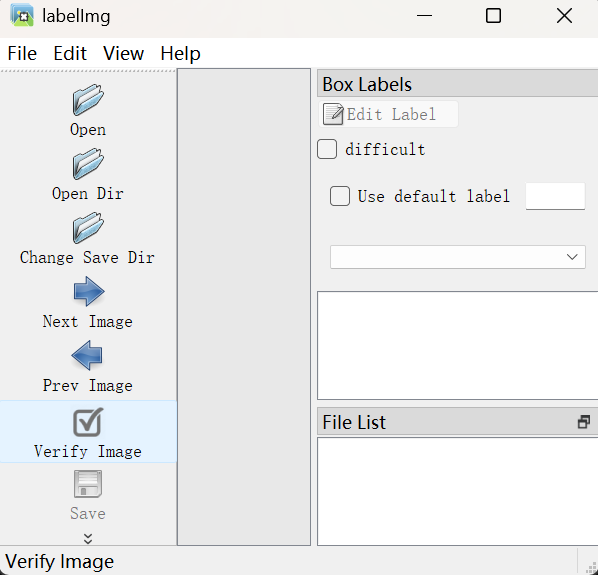 labelImg
File Edit View Help
Open
Open Dir
Change Save Dir
Next Image
Prev Image
Verify Image
Save
Box Labels
Edit Label
difficult
Use default label
File List
Verify Image